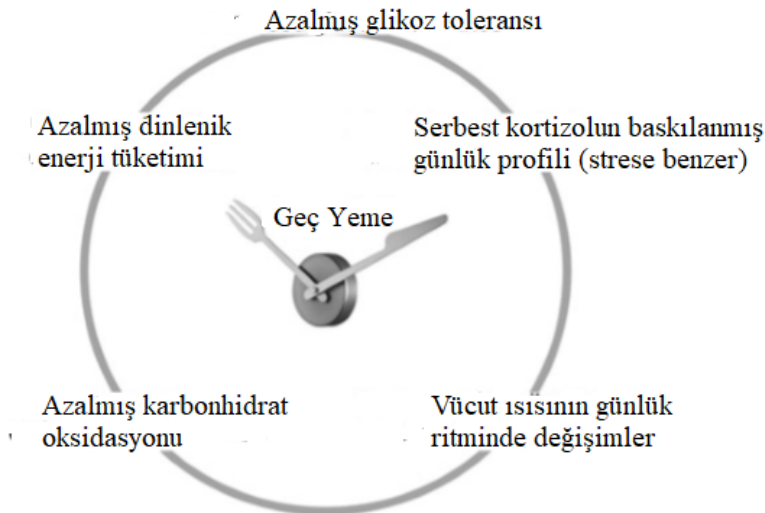 Azalmış glikoz toleransı
Azalmış dinlenik
enerji tüketimi
Serbest kortizolun baskılanmış
günlük profili (strese benzer)
Geç Yeme
Azalmış karbonhidrat
oksidasyonu
Vücut ısısının günlük
ritminde değişimler